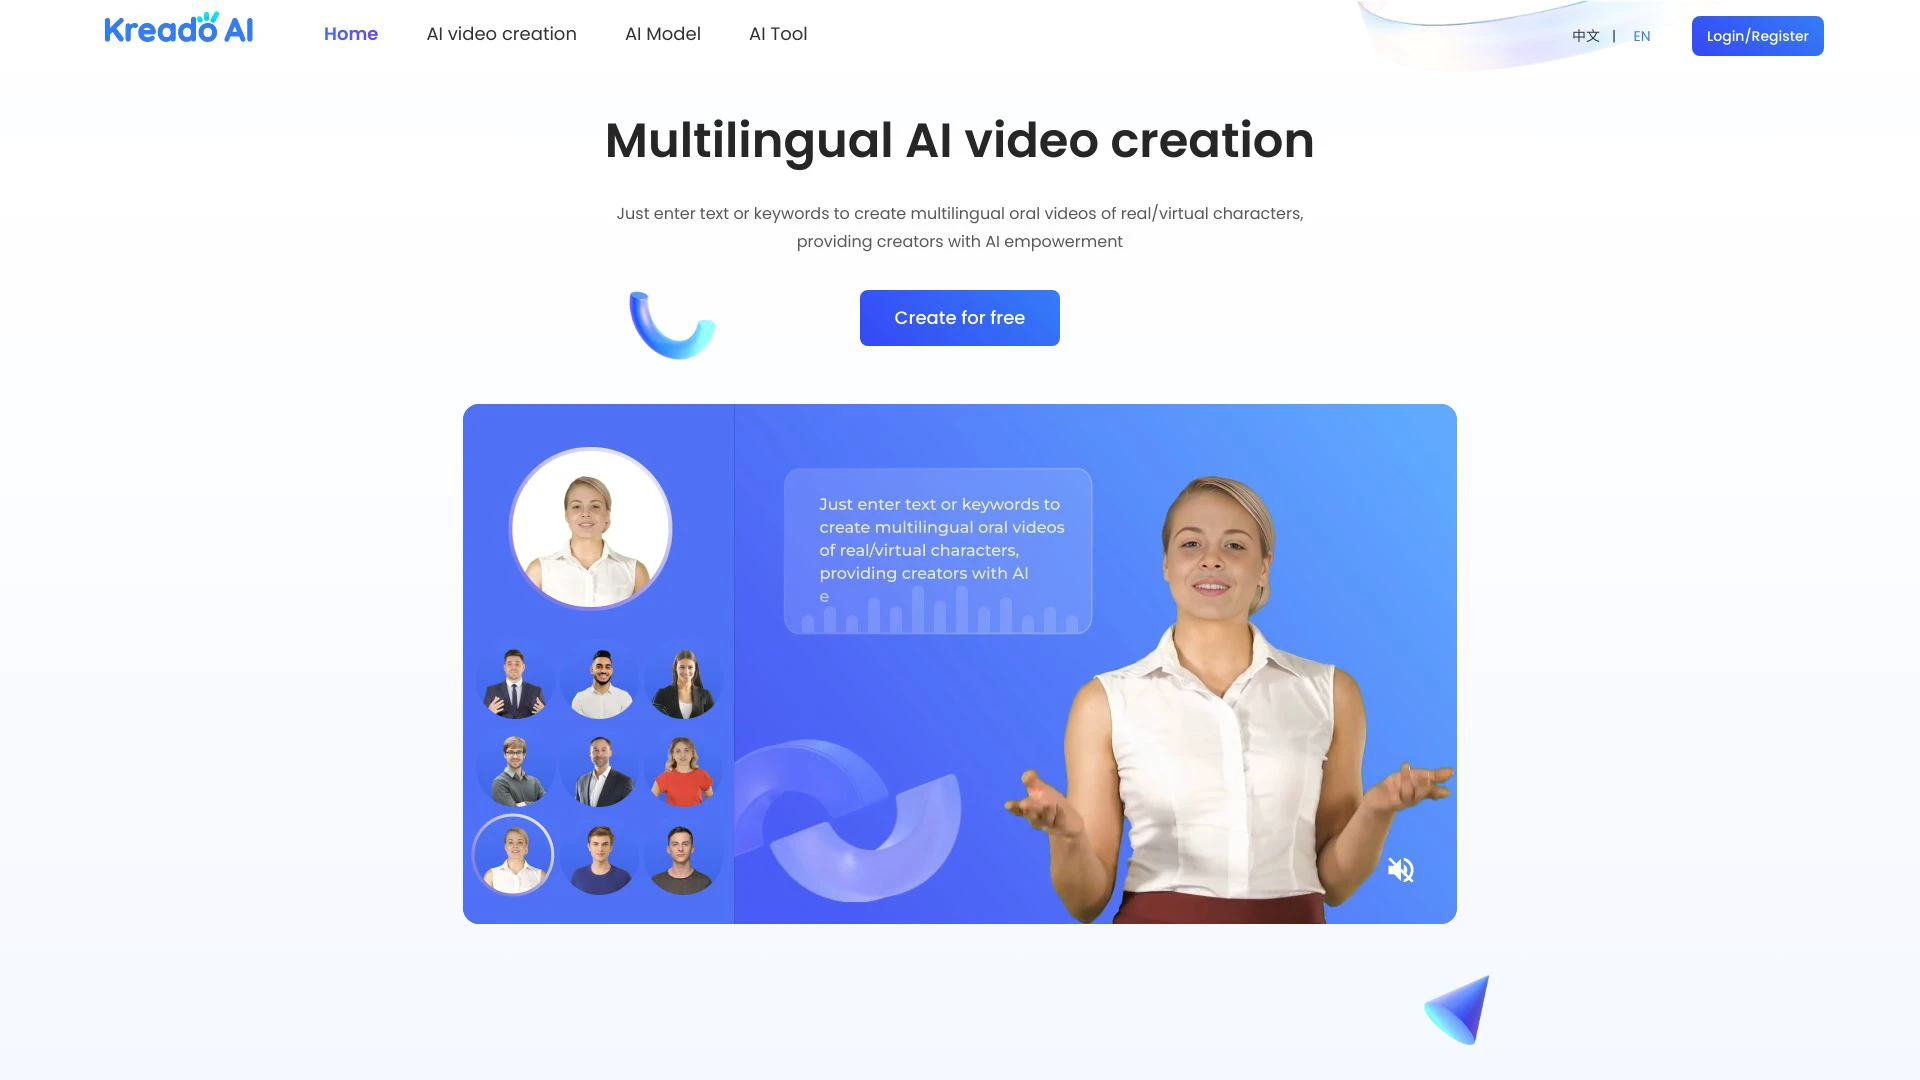 Kreado AI
Home
AI video creation
AI Model
AI Tool
中文 | EN
Login/Register
Multilingual AI video creation
Just enter text or keywords to create multilingual oral videos of real/virtual characters,
providing creators with AI empowerment
Create for free
Just enter text or keywords to
create multilingual oral videos
of real/virtual characters,
providing creators with AI
e